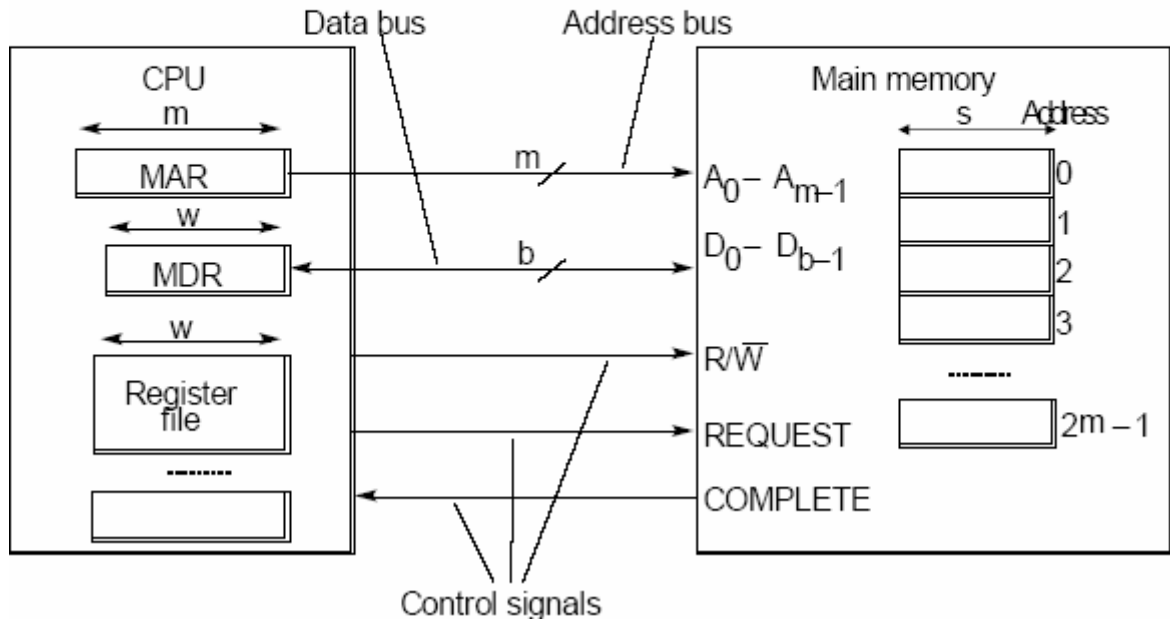 Data bus
Address bus
CPU
Main memory
m
s
Address
MAR
m
A0 – Am–1
0
w
1
MDR
b
D0 – Db–1
2
w
3
Register
file
R/W̅
........
REQUEST
2m – 1
........
COMPLETE
Control signals